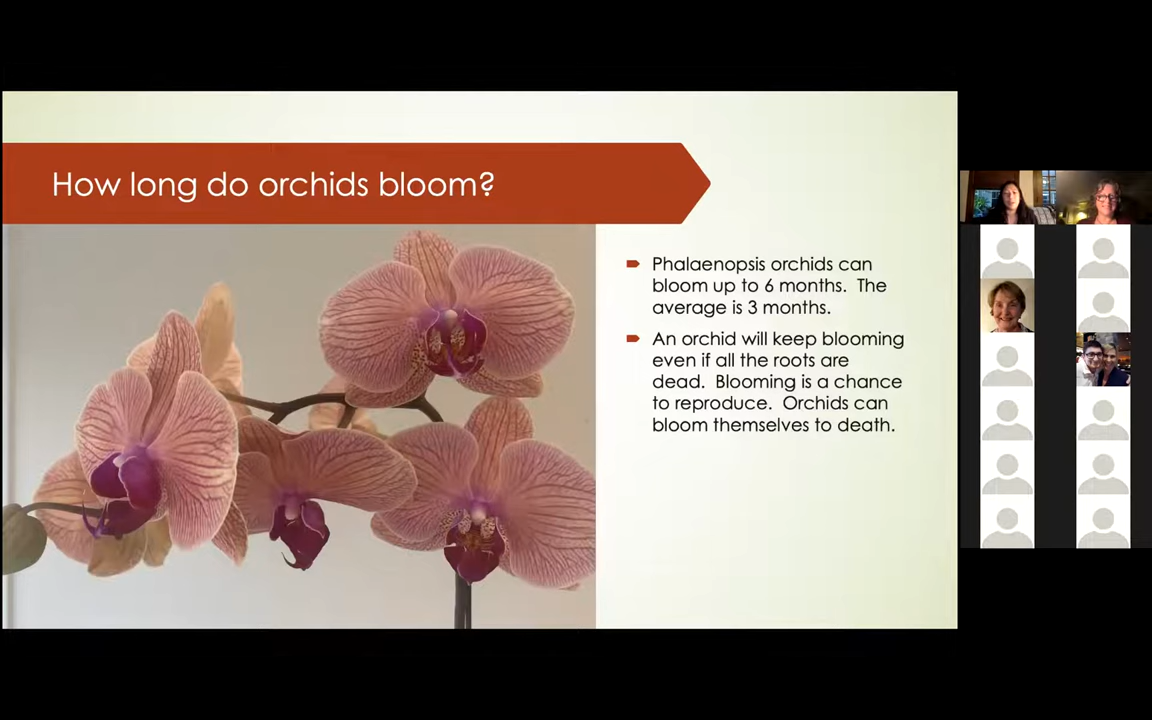 How long do orchids bloom?
Phalaenopsis orchids can
bloom up to 6 months. The
average is 3 months.
An orchid will keep blooming
even if all the roots are
dead. Blooming is a chance
to reproduce. Orchids can
bloom themselves to death.